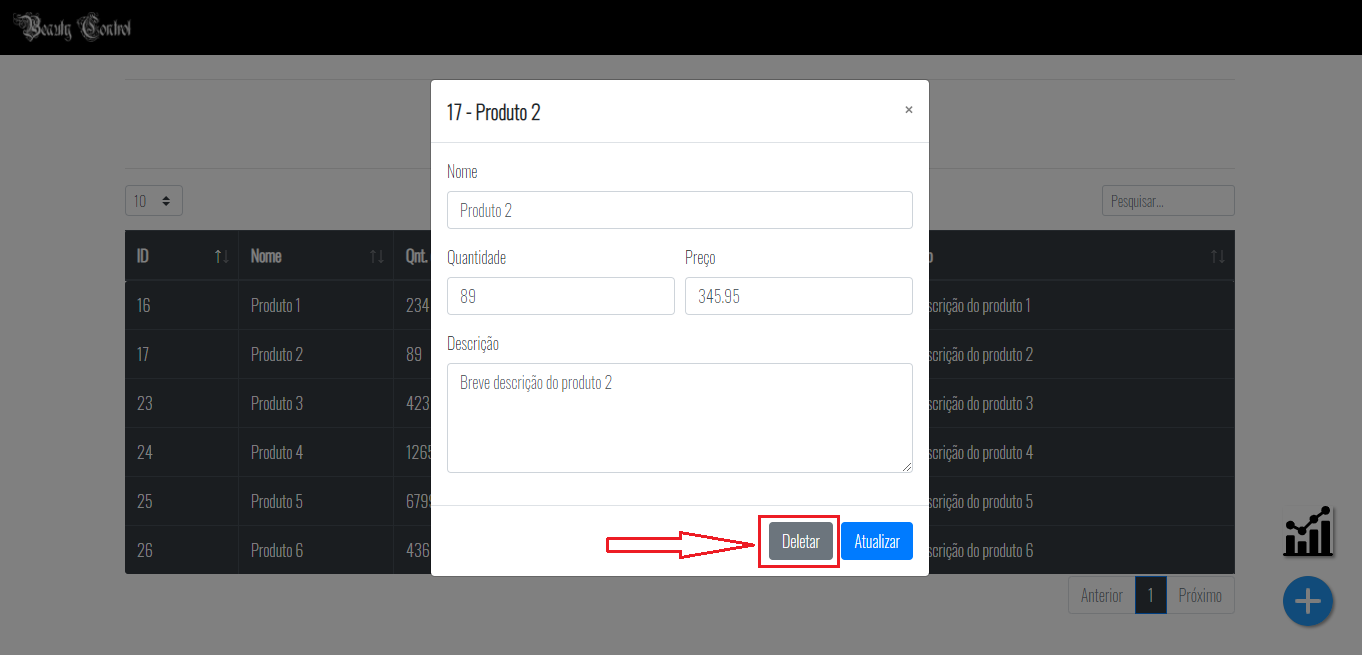 Beauty Control
17 - Produto 2
×
Nome
Produto 2
Quantidade Preço
89 345.95
Descrição
Breve descrição do produto 2
Deletar Atualizar
10 Pesquisar...
ID Nome Qnt.
16 Produto 1 234 scrição do produto 1
17 Produto 2 89 scrição do produto 2
23 Produto 3 423 scrição do produto 3
24 Produto 4 1265 scrição do produto 4
25 Produto 5 6799 scrição do produto 5
26 Produto 6 436 scrição do produto 6
Anterior 1 Próximo